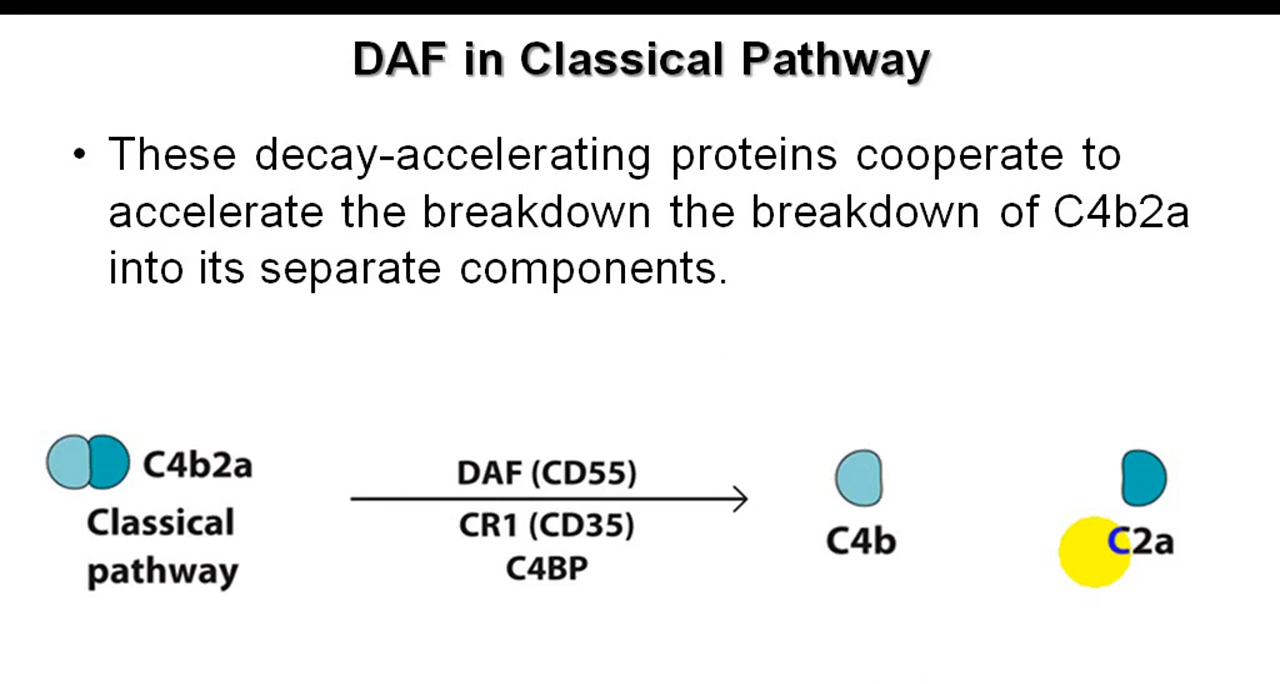 DAF in Classical Pathway
• These decay-accelerating proteins cooperate to
accelerate the breakdown the breakdown of C4b2a
into its separate components.
C4b2a
Classical
pathway
DAF (CD55)
CR1 (CD35)
C4BP
C4b
C2a